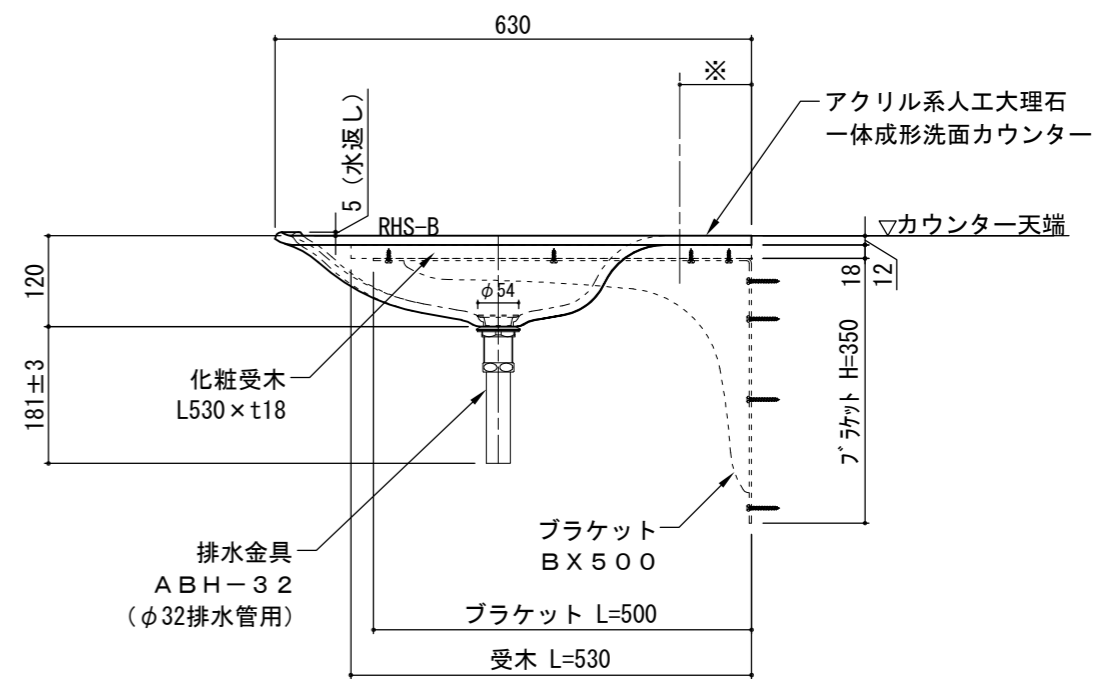 630
※
アクリル系人工大理石
一体成形洗面カウンター
5 (水返し)
RHS-B
▽カウンター天端
120
18
12
φ54
181±3
化粧受木
L530×t18
ブラケット H=350
排水金具
ABH-32
(φ32排水管用)
ブラケット
BX500
ブラケット L=500
受木 L=530